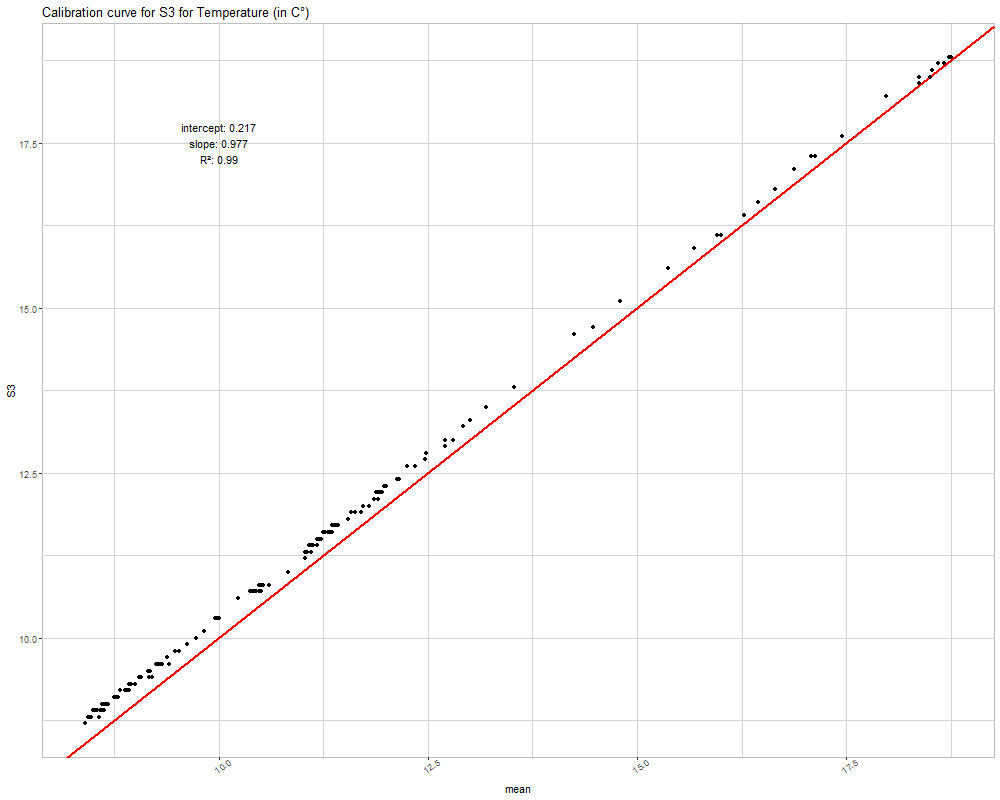 Calibration curve for S3 for Temperature (in C°)
intercept: 0.217
slope: 0.977
R²: 0.99
17.5
15.0
12.5
10.0
S3
10.0
12.5
15.0
17.5
mean